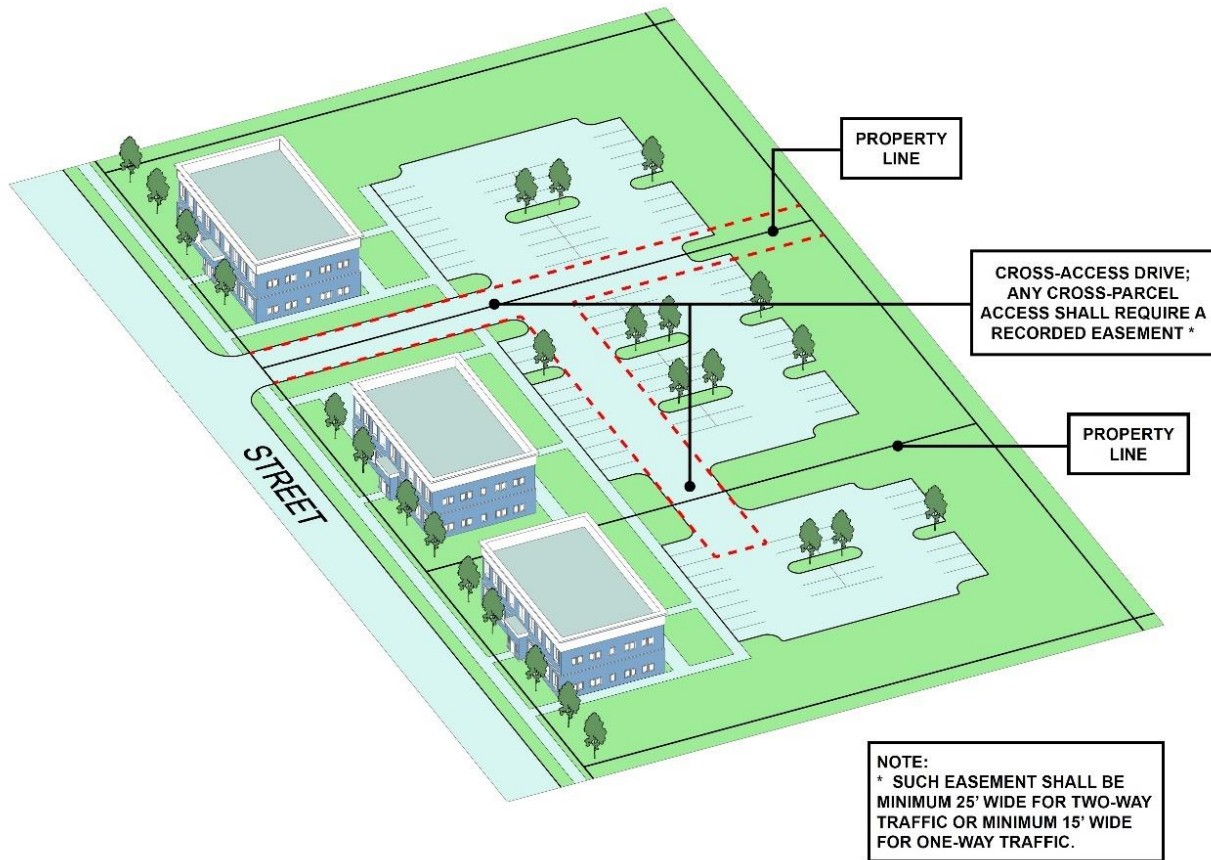 PROPERTY
LINE
CROSS-ACCESS DRIVE;
ANY CROSS-PARCEL
ACCESS SHALL REQUIRE A
RECORDED EASEMENT *
PROPERTY
LINE
STREET
NOTE:
* SUCH EASEMENT SHALL BE
MINIMUM 25' WIDE FOR TWO-WAY
TRAFFIC OR MINIMUM 15' WIDE
FOR ONE-WAY TRAFFIC.